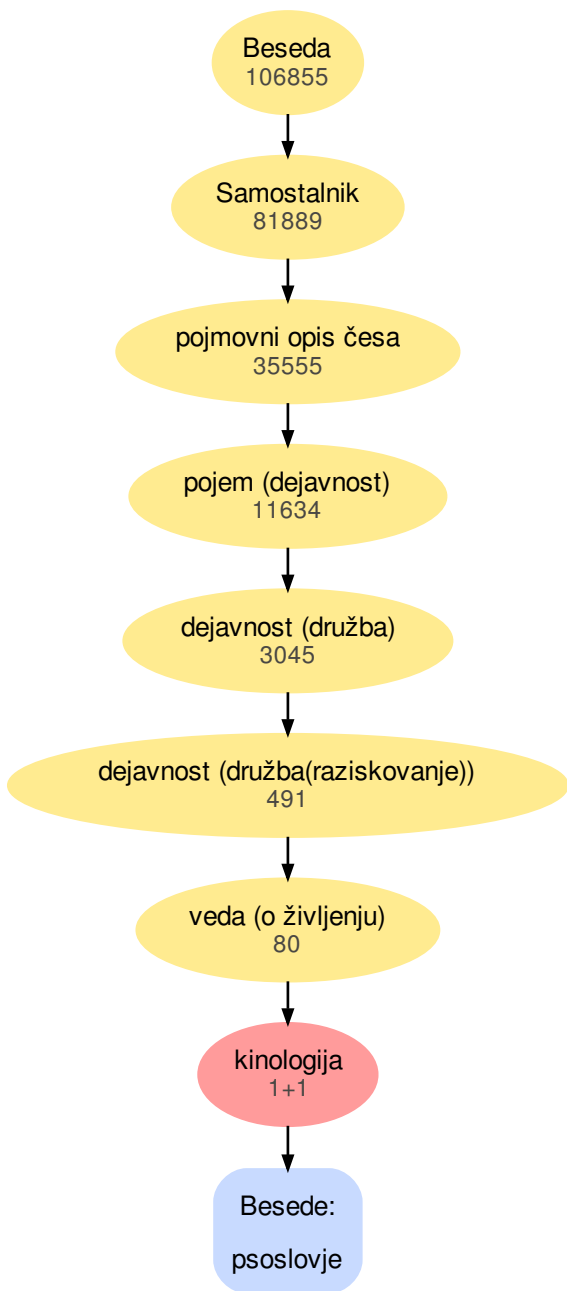 Beseda
106855
Samostalnik
81889
pojmovni opis česa
35555
pojem (dejavnost)
11634
dejavnost (družba)
3045
dejavnost (družba(raziskovanje))
491
veda (o življenju)
80
kinologija
1+1
Besede:
psoslovje